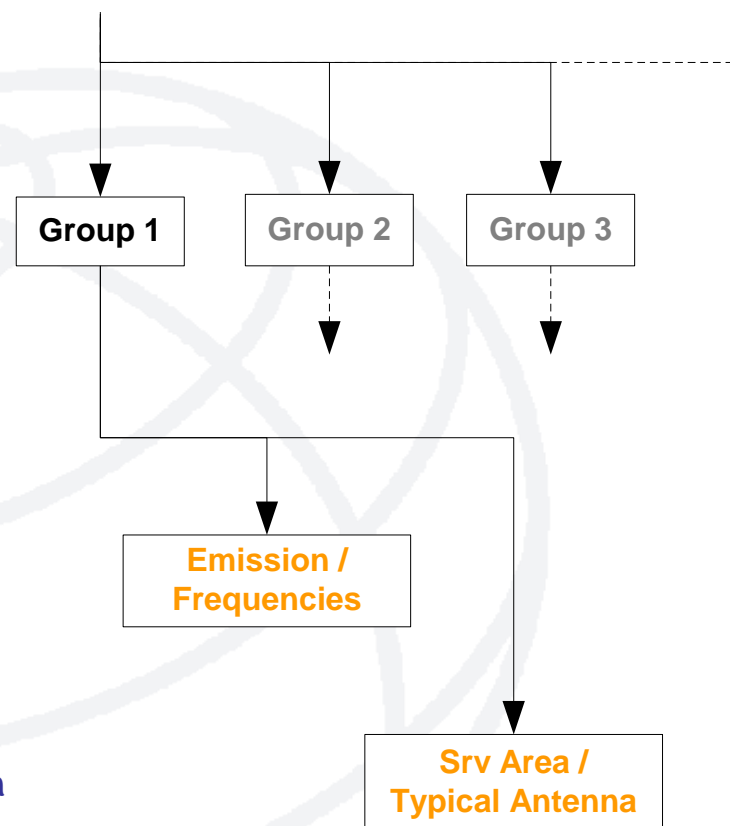 Group 1
Group 2
Group 3
Emission /
Frequencies
Srv Area /
Typical Antenna